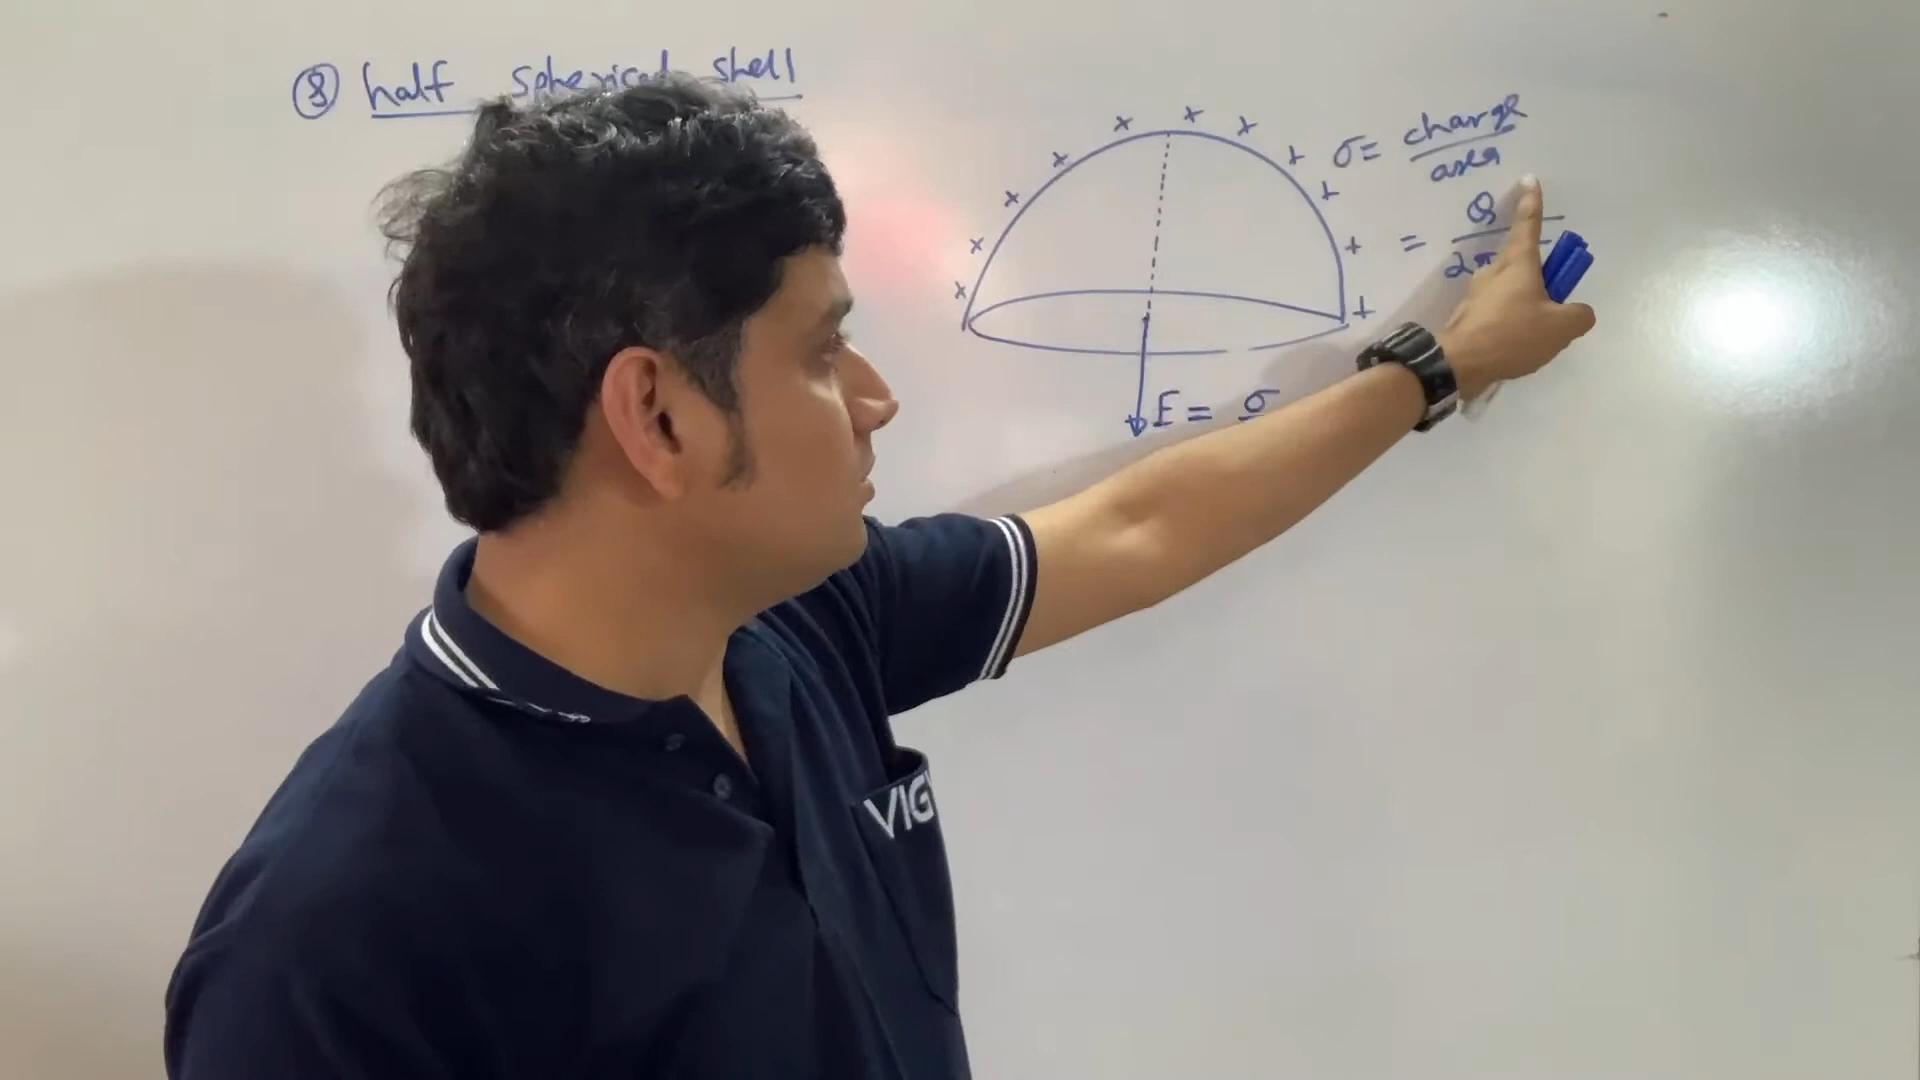 ⑧ half spherical shell
σ = charge
area
= Q
2π
E = σ
VIG